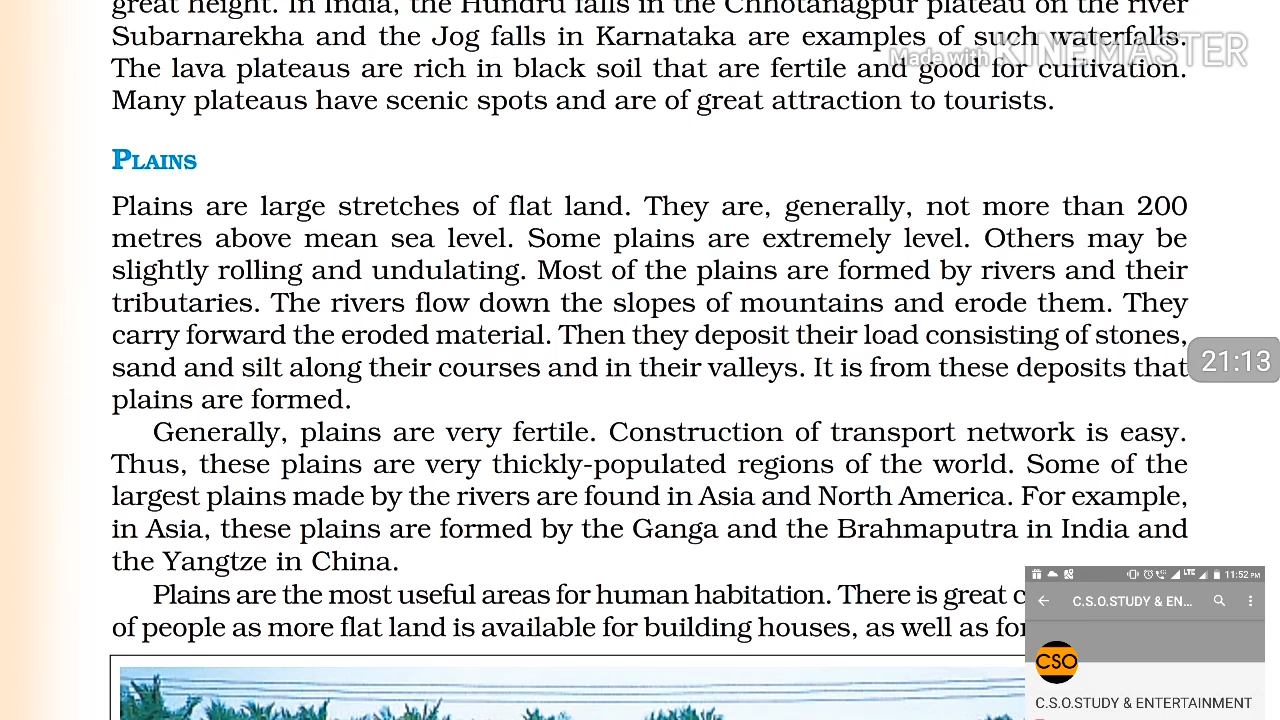 great height. In India, the Hundru falls in the Chhotanagpur plateau on the river
Subarnarekha and the Jog falls in Karnataka are examples of such waterfalls.
Made with KINEMASTER
The lava plateaus are rich in black soil that are fertile and good for cultivation.
Many plateaus have scenic spots and are of great attraction to tourists.
PLAINS
Plains are large stretches of flat land. They are, generally, not more than 200
metres above mean sea level. Some plains are extremely level. Others may be
slightly rolling and undulating. Most of the plains are formed by rivers and their
tributaries. The rivers flow down the slopes of mountains and erode them. They
carry forward the eroded material. Then they deposit their load consisting of stones,
sand and silt along their courses and in their valleys. It is from these deposits that
21:13
plains are formed.
Generally, plains are very fertile. Construction of transport network is easy.
Thus, these plains are very thickly-populated regions of the world. Some of the
largest plains made by the rivers are found in Asia and North America. For example,
in Asia, these plains are formed by the Ganga and the Brahmaputra in India and
the Yangtze in China.
Plains are the most useful areas for human habitation. There is great
of people as more flat land is available for building houses, as well as for
LTE 11:52 PM
C.S.O.STUDY & EN...
CSO
C.S.O.STUDY & ENTERTAINMENT